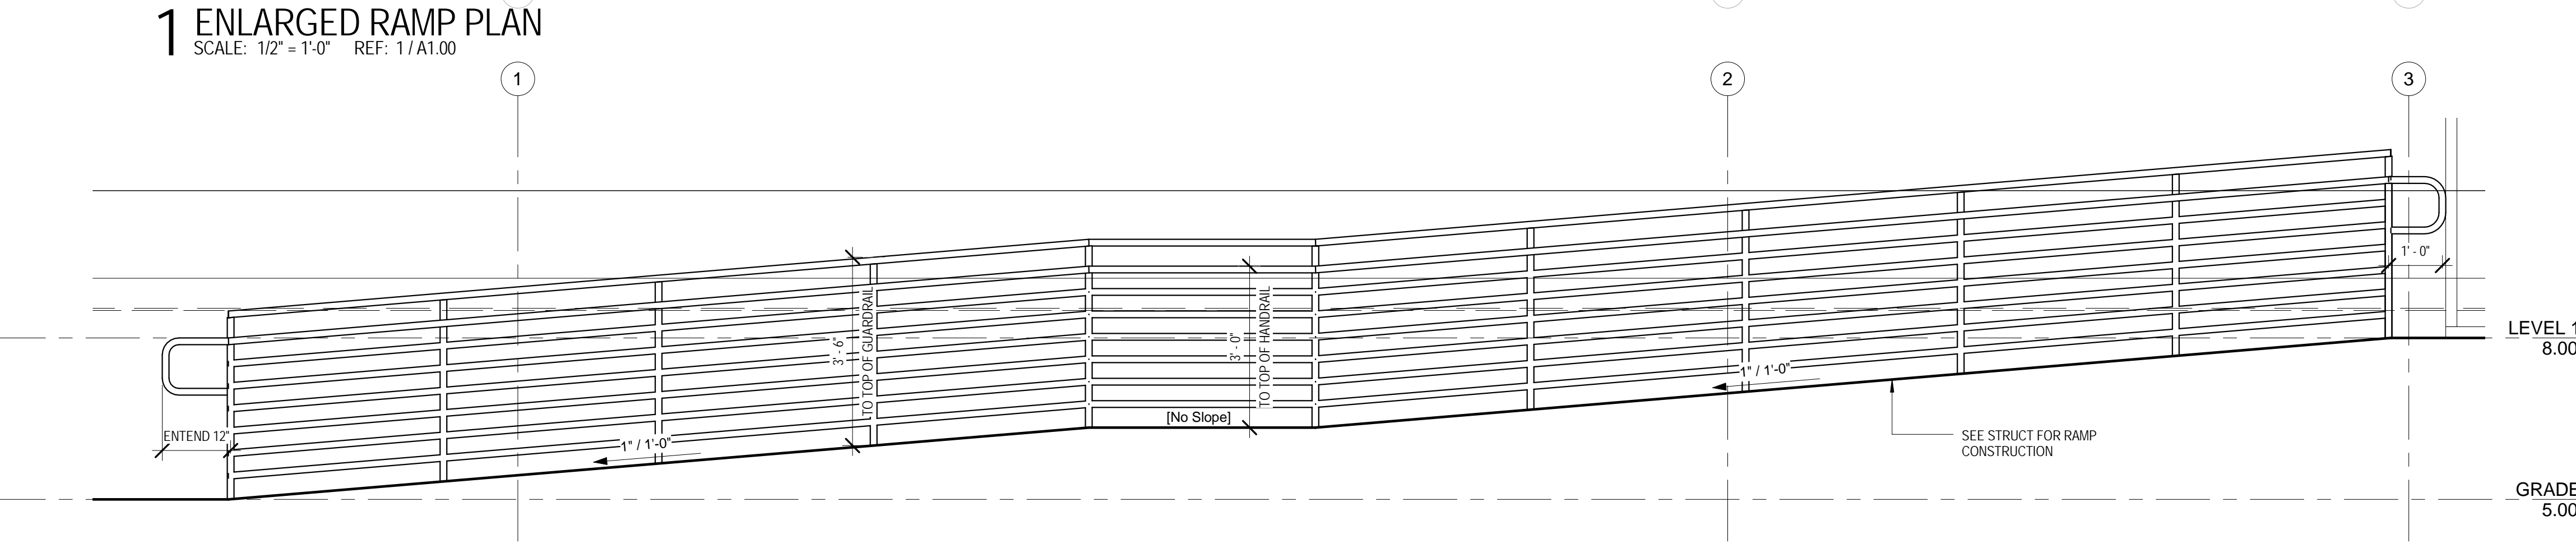 1 ENLARGED RAMP PLAN
SCALE: 1/2" = 1'-0" REF: 1 / A1.00
1
2
3
3' - 6"
TO TOP OF GUARDRAIL
3' - 0"
TO TOP OF HANDRAIL
1' - 0"
LEVEL 1
8.00
1" / 1'-0"
[No Slope]
ENTEND 12"
1" / 1'-0"
SEE STRUCT FOR RAMP
CONSTRUCTION
GRADE
5.00